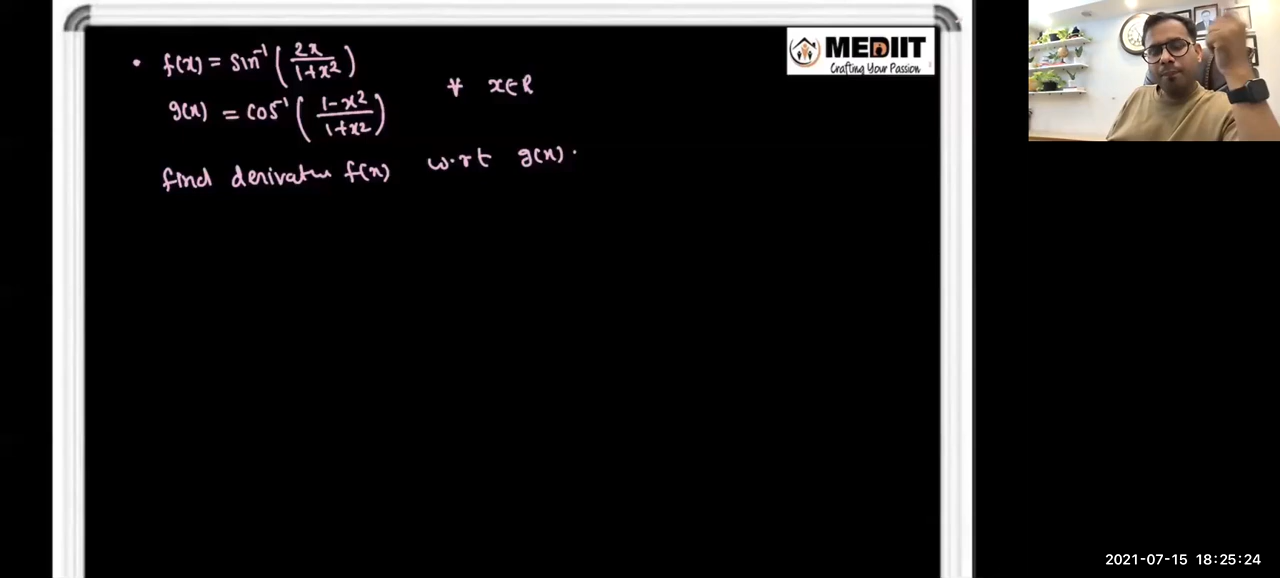 • f(x) = sin⁻¹ (2x/(1+x²))
∀ x∈R
g(x) = cos⁻¹ ((1-x²)/(1+x²))
find derivative f(x) w.r.t g(x).
MEDIIT
Crafting Your Passion
2021-07-15 18:25:24